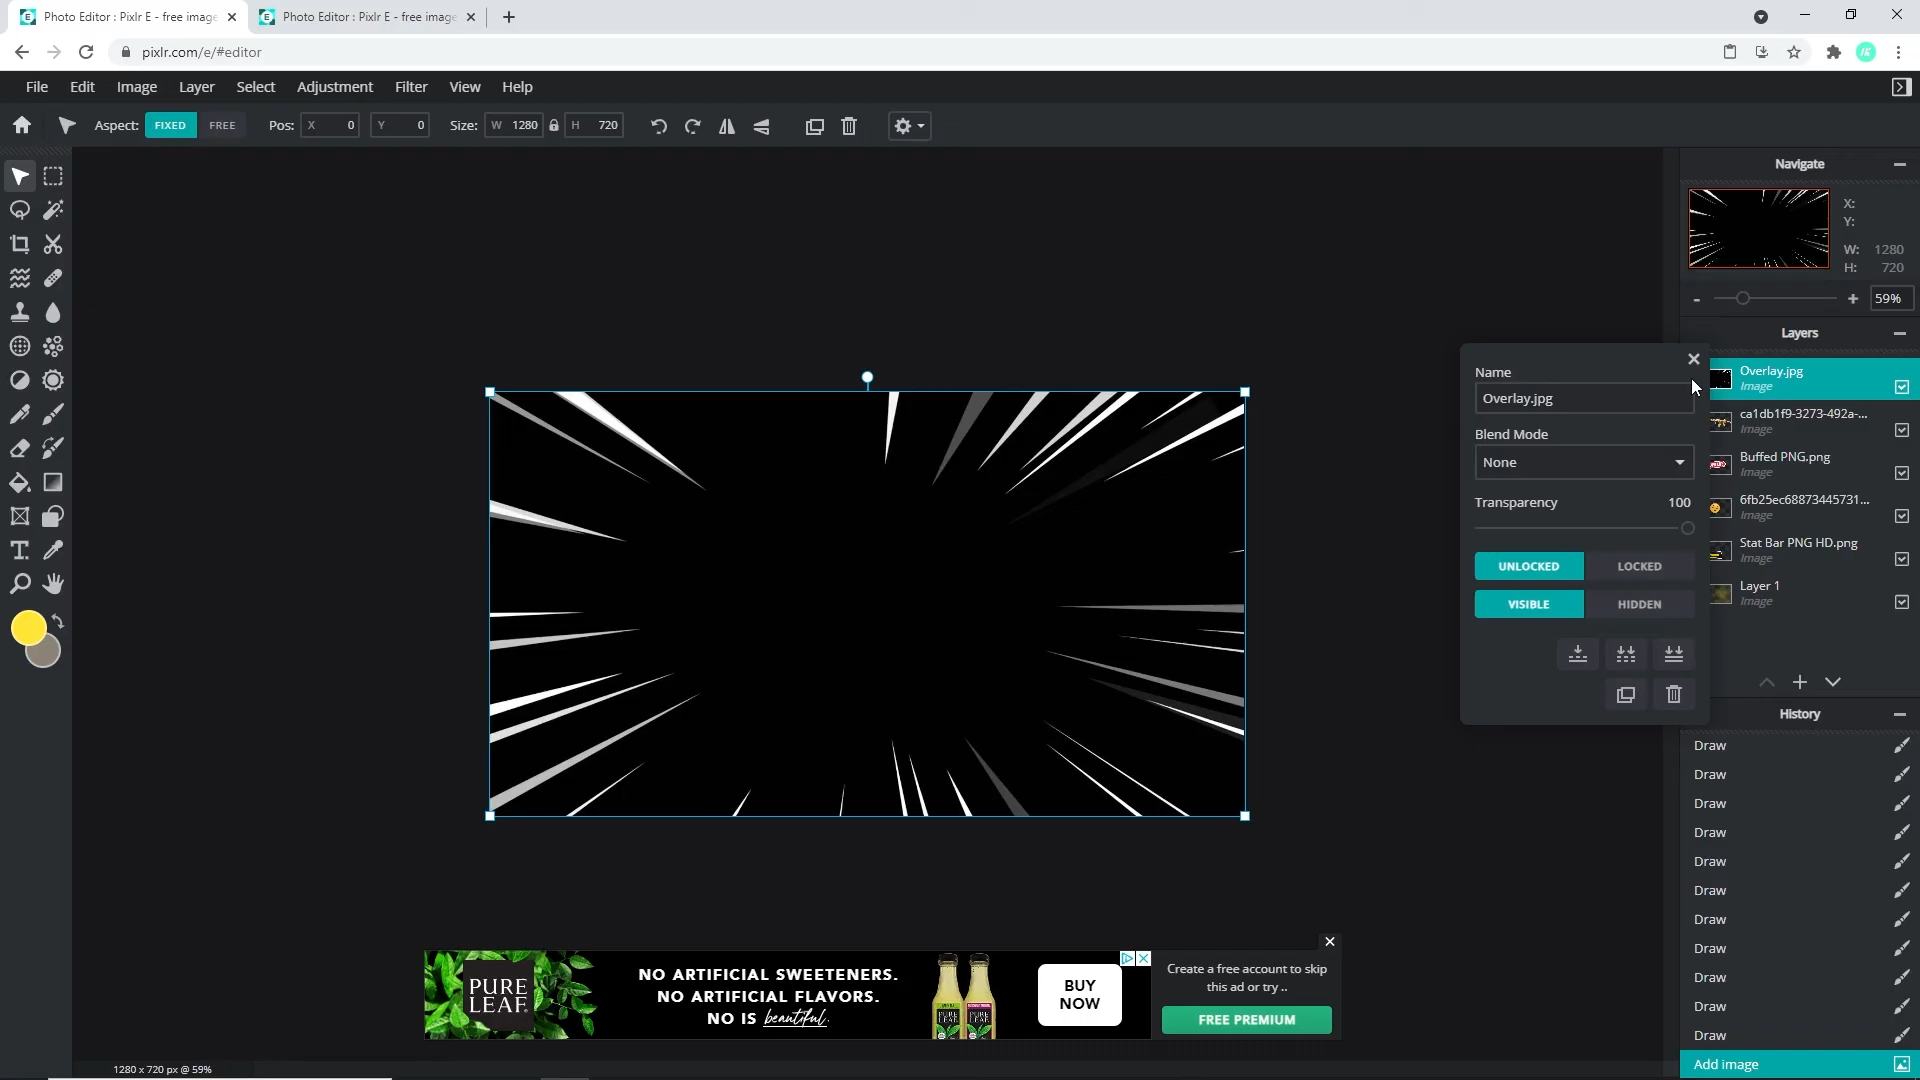 Photo Editor : Pixlr E - free image
Photo Editor : Pixlr E - free image
pixlr.com/e/#editor
File Edit Image Layer Select Adjustment Filter View Help
Aspect: FIXED FREE Pos: X 0 Y 0 Size: W 1280 H 720
Navigate
X:
Y:
W: 1280
H: 720
59%
Layers
Overlay.jpg
Image
ca1db1f9-3273-492a-...
Image
Buffed PNG.png
Image
6fb25ec68873445731...
Image
Stat Bar PNG HD.png
Image
Layer 1
Image
Name
Overlay.jpg
Blend Mode
None
Transparency 100
UNLOCKED LOCKED
VISIBLE HIDDEN
History
Draw
Draw
Draw
Draw
Draw
Draw
Draw
Draw
Draw
Draw
Draw
Add image
PURE
LEAF
NO ARTIFICIAL SWEETENERS.
NO ARTIFICIAL FLAVORS.
NO IS beautiful.
BUY
NOW
Create a free account to skip
this ad or try ..
FREE PREMIUM
1280 x 720 px @ 59%